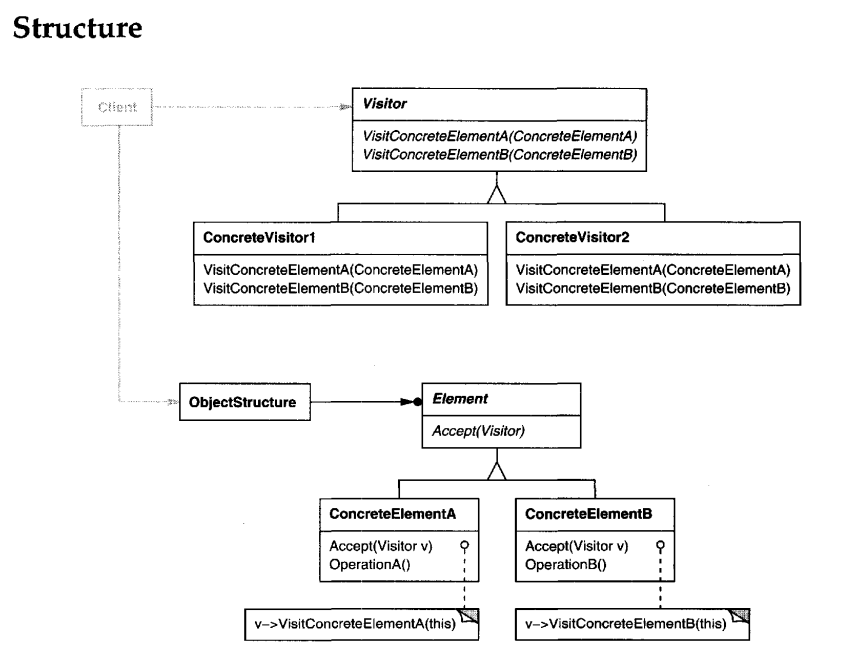 Structure
Client
Visitor
VisitConcreteElementA(ConcreteElementA)
VisitConcreteElementB(ConcreteElementB)
ConcreteVisitor1
VisitConcreteElementA(ConcreteElementA)
VisitConcreteElementB(ConcreteElementB)
ConcreteVisitor2
VisitConcreteElementA(ConcreteElementA)
VisitConcreteElementB(ConcreteElementB)
ObjectStructure
Element
Accept(Visitor)
ConcreteElementA
Accept(Visitor v)
OperationA()
ConcreteElementB
Accept(Visitor v)
OperationB()
v−>VisitConcreteElementA(this)
v−>VisitConcreteElementB(this)